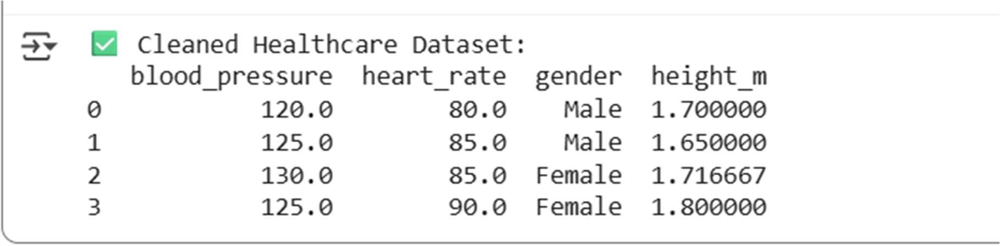 ✅ Cleaned Healthcare Dataset:
blood_pressure heart_rate gender height_m
0 120.0 80.0 Male 1.700000
1 125.0 85.0 Male 1.650000
2 130.0 85.0 Female 1.716667
3 125.0 90.0 Female 1.800000